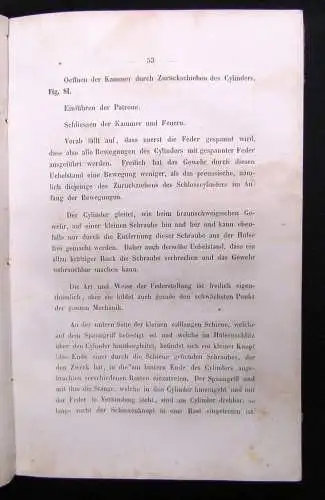 — 53 —
Oeffnen der Kammer durch Zurückschieben des Cylinders,
Fig. 81.
Einführen der Patrone.
Schliessen der Kammer und Feuern.
Vorab fällt auf, dass zuerst die Feder gespannt wird,
dass also alle Bewegungen des Cylinders mit gespannter Feder
ausgeführt werden. Freilich hat das Gewehr durch diesen
Uebelstand eine Bewegung weniger, als das preussische, näm-
lich diejenige des Zurückziehens des Schlosscylinders im An-
fang der Bewegungen.
Der Cylinder gleitet, wie beim braunschweigschen Ge-
wehr, auf einer kleinen Schraube hin und her und kann eben-
falls nur durch die Entfernung dieser Schraube aus der Hülse
frei gemacht werden. Daher auch derselbe Uebelstand, dass ein
allzu kräftiger Ruck die Schraube verbrechen und das Gewehr
unbrauchbar machen kann.
Die Art und Weise der Federstellung ist freilich eigen-
thümlich, aber sie bildet auch gerade den schwächsten Punkt
der ganzen Mechanik.
An der untern Seite der kleinen zolllangen Schiene, welche
auf dem Spanngriff befestigt ist und welche im Hülsenschlitz
über den Cylinder hinübergleitet, befindet sich ein kleiner Knopf
(das Ende einer durch die Schiene gehenden Schraube), der
den Zweck hat, in die am hintern Ende des Cylinders ange-
brachten verschiedenen Rasten einzutreten. Der Spanngriff und
mit ihm die Stange, welche in den Cylinder hineingeht und mit
der Feder in Verbindung steht, sind am Cylinder drehbar, so
lange nicht der Schienenknopf in eine Rast eingetreten ist.